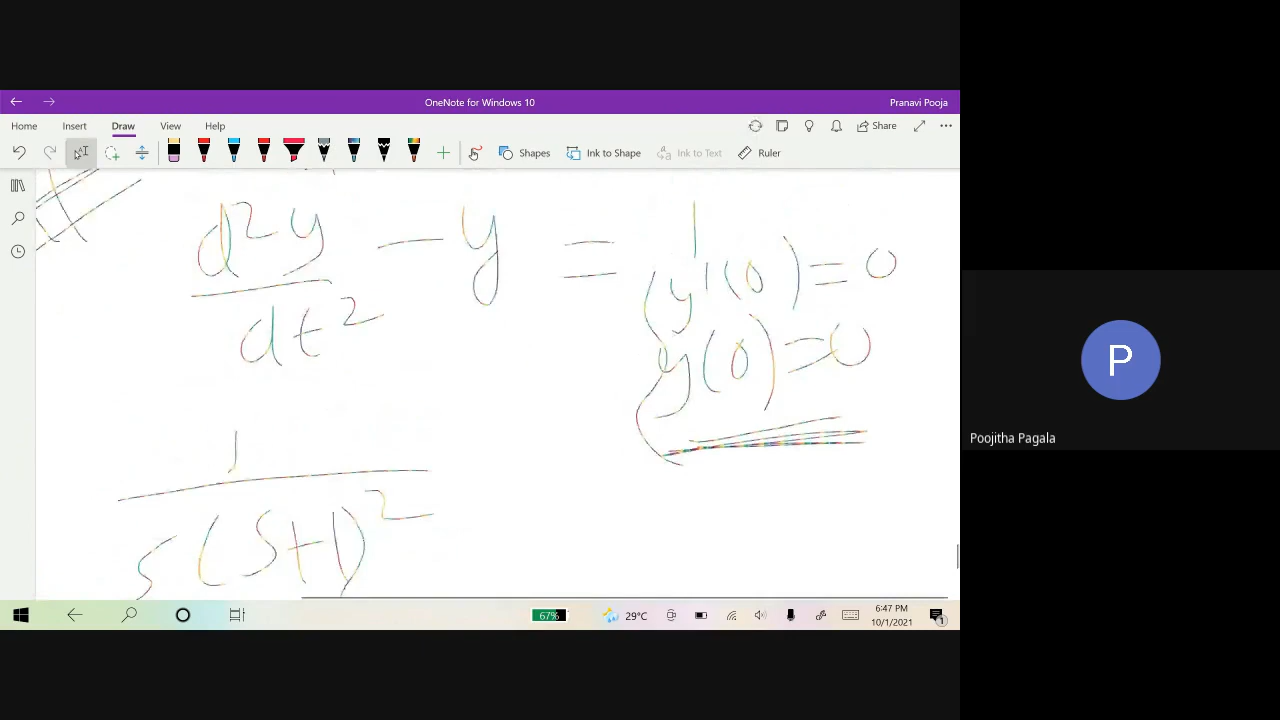 OneNote for Windows 10
Pranavi Pooja
Home Insert Draw View Help
Share
Shapes Ink to Shape Ink to Text Ruler
d²y/dt² - y = 1
y'(0) = 0
y(0) = 0
1/s(s+1)²
P
Poojitha Pagala
67%
29°C
6:47 PM
10/1/2021
1